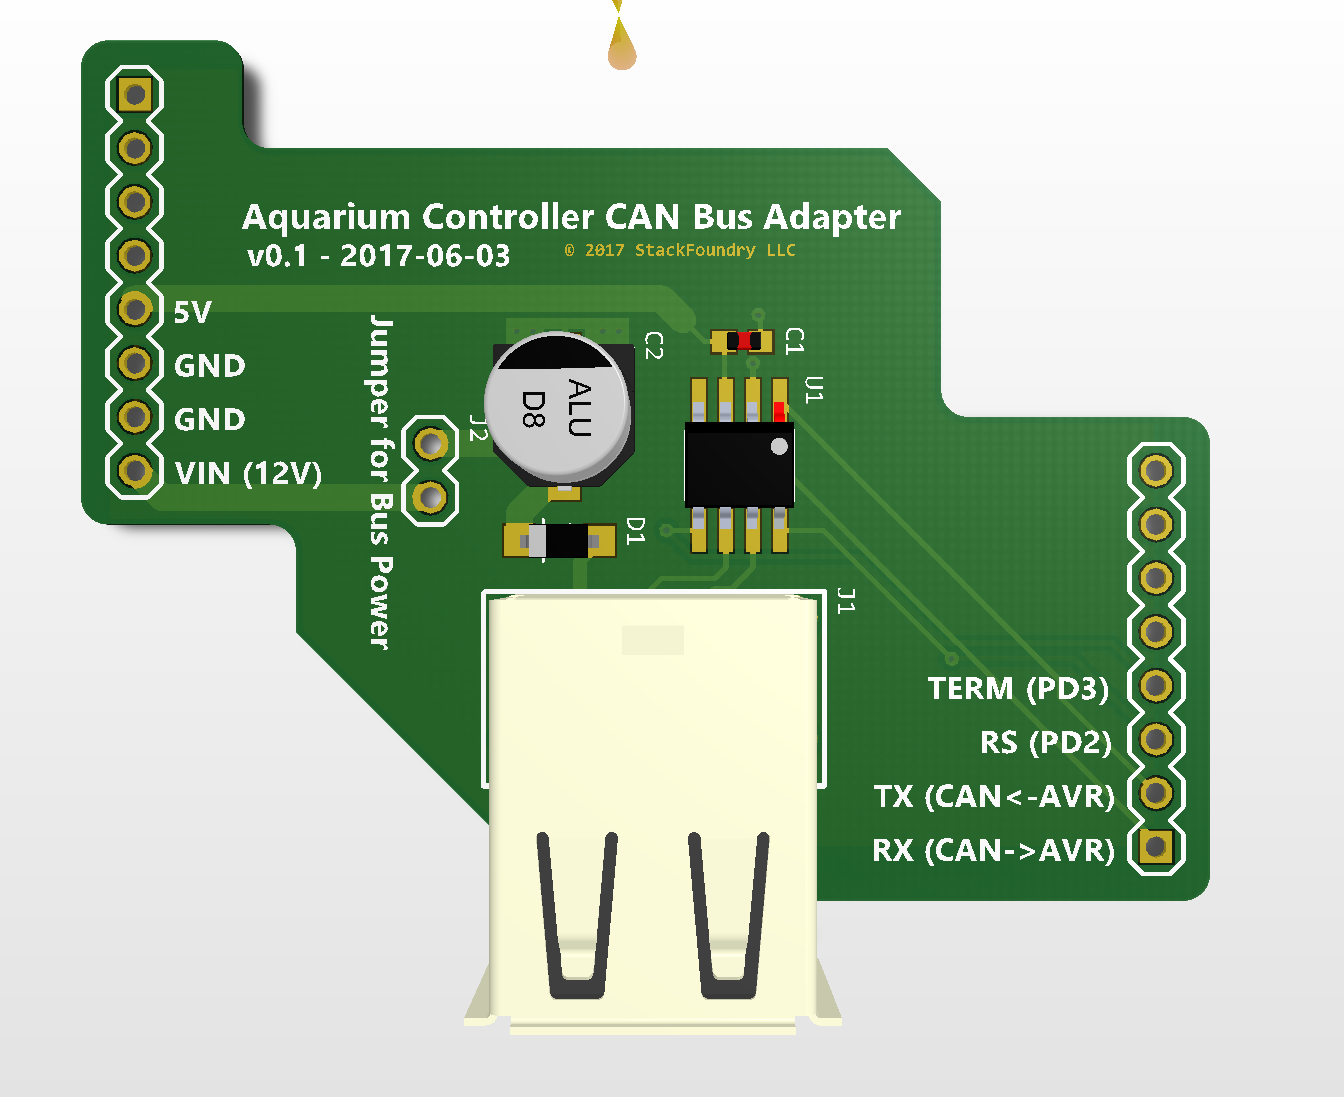 Aquarium Controller CAN Bus Adapter
v0.1 - 2017-06-03
© 2017 StackFoundry LLC
5V
GND
GND
VIN (12V)
Jumper for Bus Power
J2
C2
ALU
D8
C1
U1
D1
J1
TERM (PD3)
RS (PD2)
TX (CAN<-AVR)
RX (CAN->AVR)